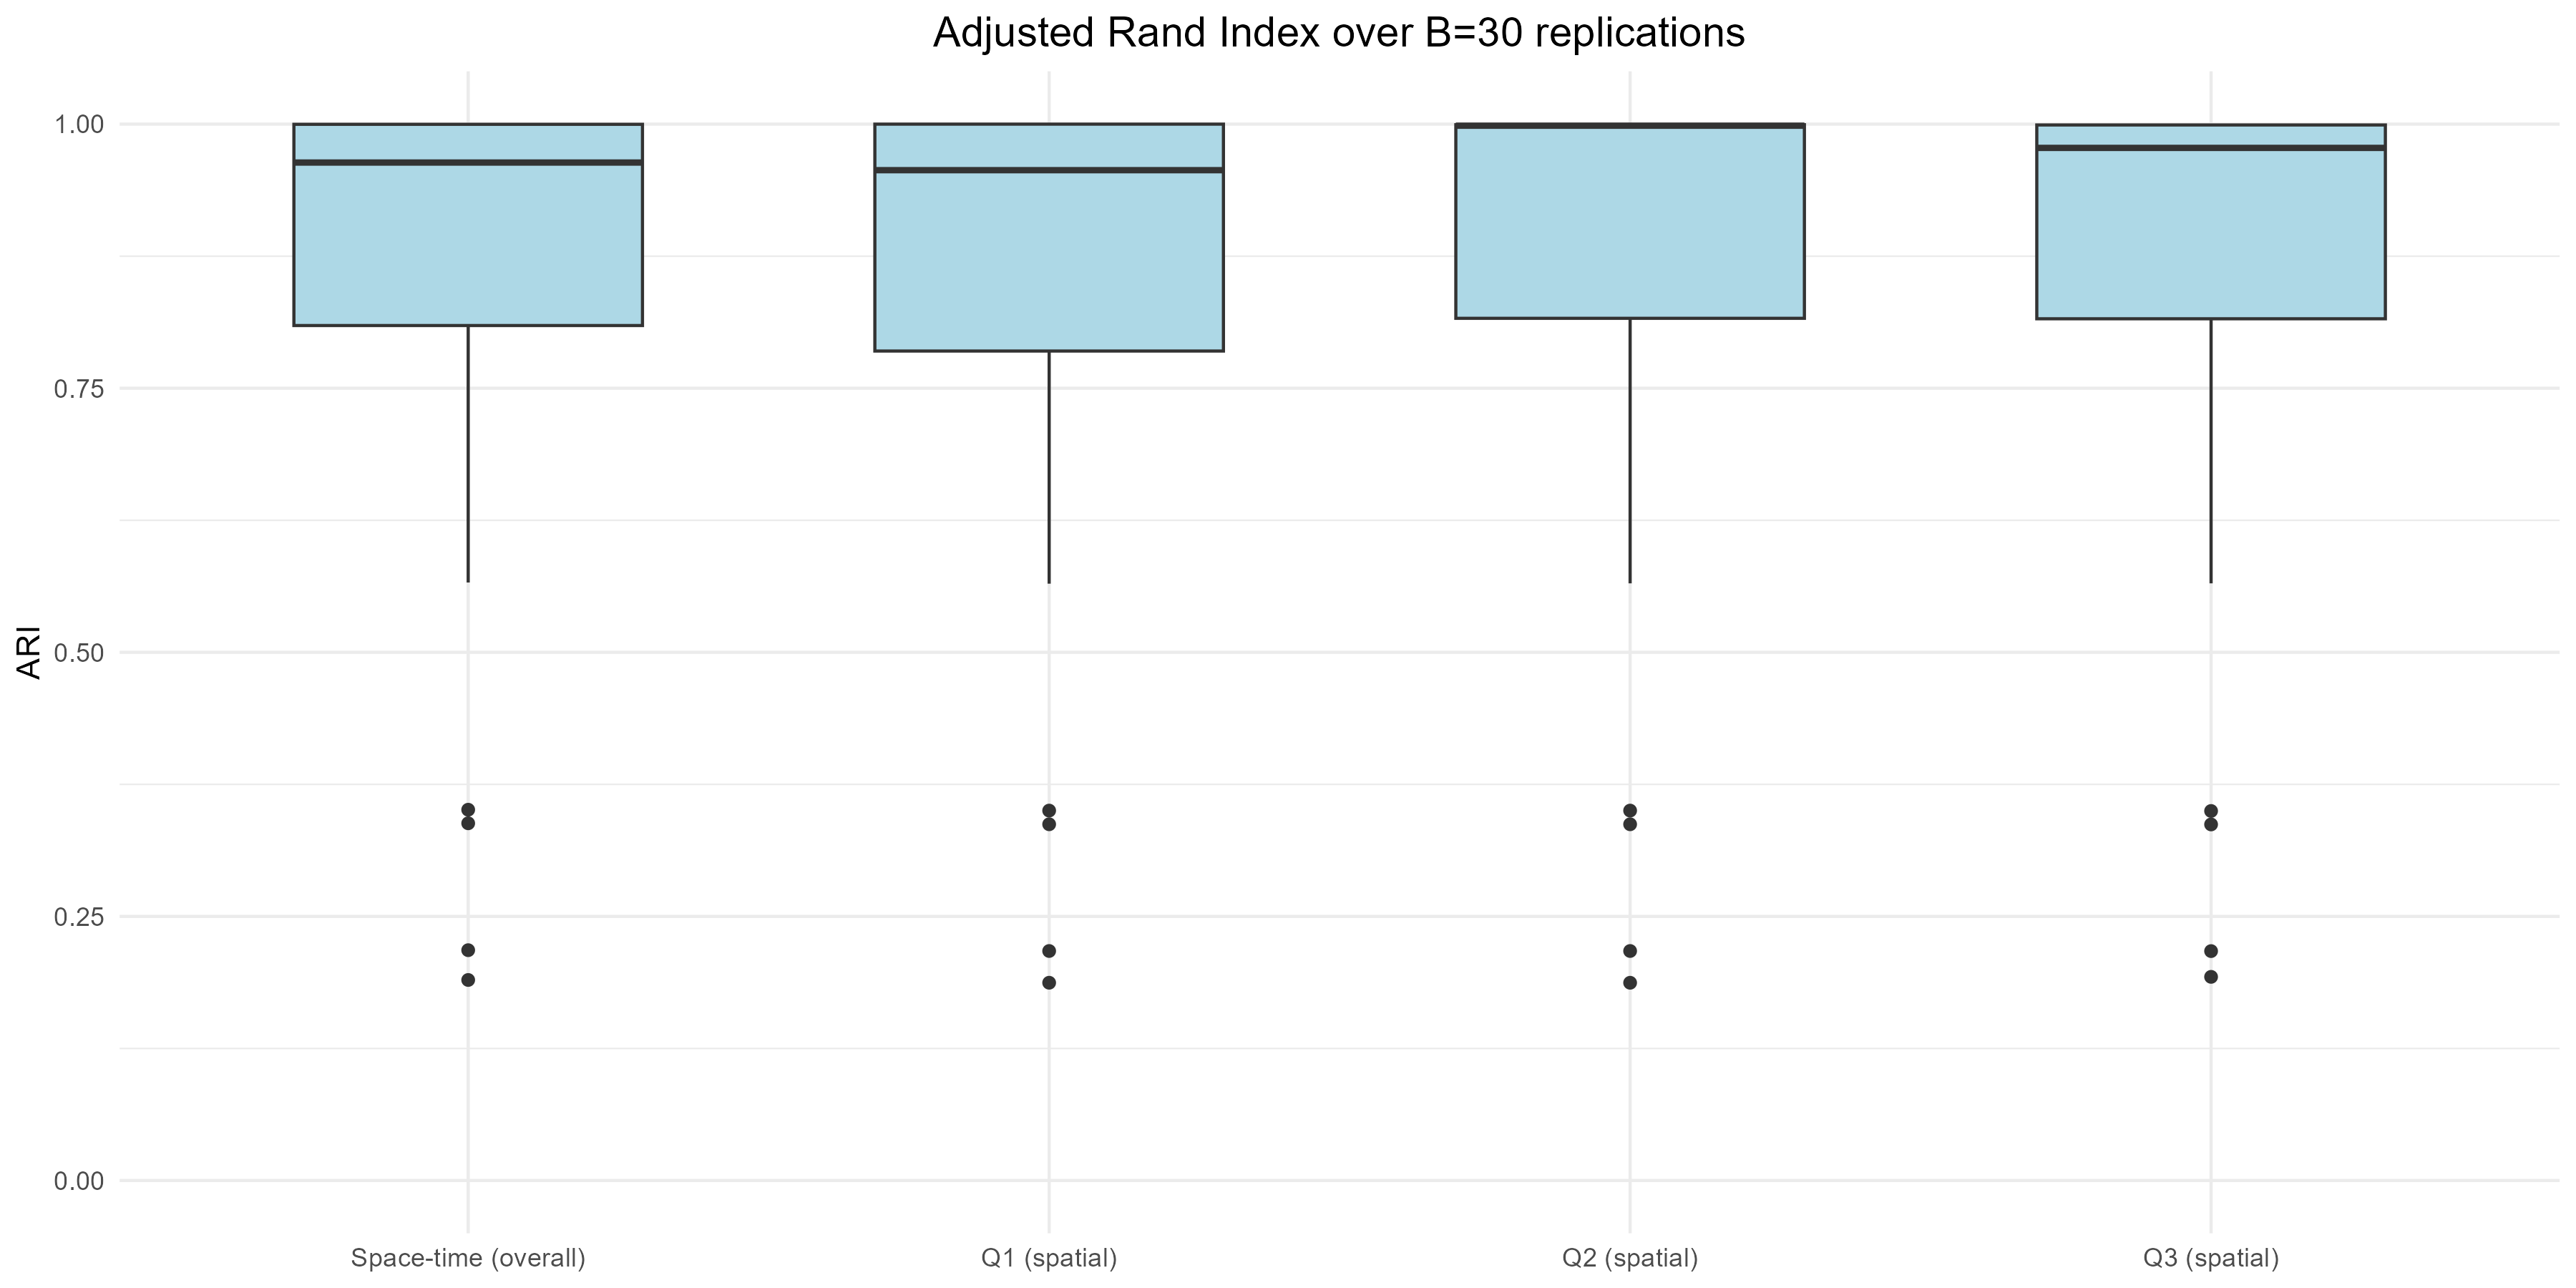 Adjusted Rand Index over B=30 replications
ARI
1.00
0.75
0.50
0.25
0.00
Space-time (overall)
Q1 (spatial)
Q2 (spatial)
Q3 (spatial)